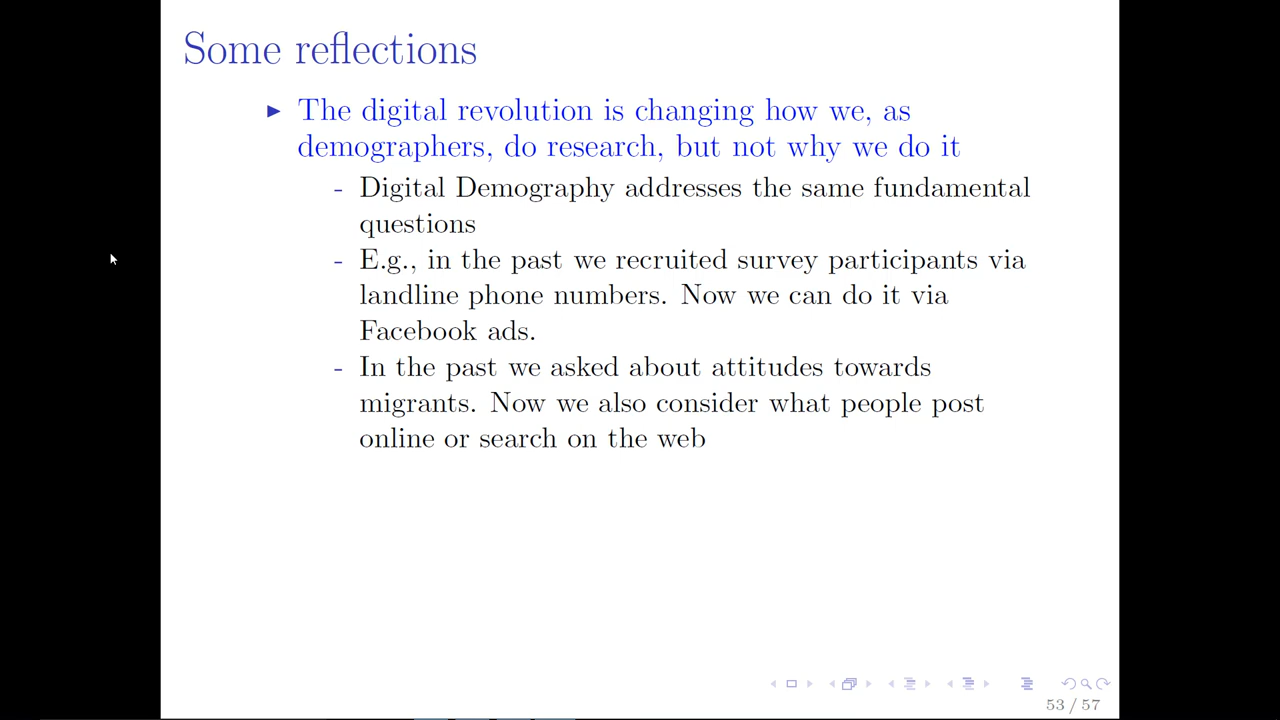 Some reflections
The digital revolution is changing how we, as
demographers, do research, but not why we do it
- Digital Demography addresses the same fundamental
questions
- E.g., in the past we recruited survey participants via
landline phone numbers. Now we can do it via
Facebook ads.
- In the past we asked about attitudes towards
migrants. Now we also consider what people post
online or search on the web
53 / 57